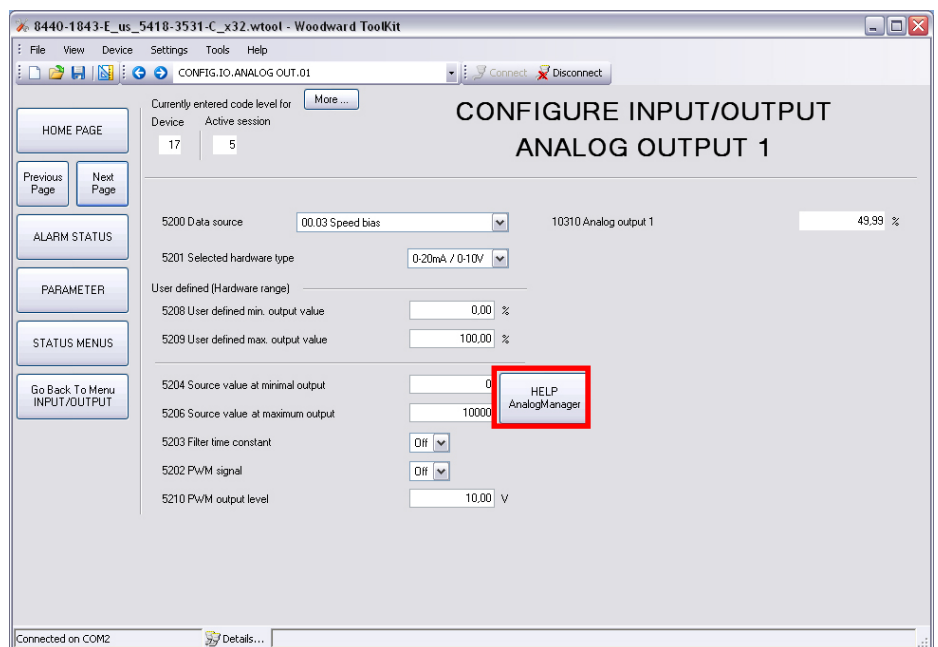 8440-1843-E_us_5418-3531-C_x32.wtool - Woodward ToolKit
File View Device Settings Tools Help
CONFIG.IO.ANALOG OUT.01 Connect Disconnect
Currently entered code level for More ...
Device Active session
17 5
CONFIGURE INPUT/OUTPUT
ANALOG OUTPUT 1
HOME PAGE
Previous Page
Next Page
ALARM STATUS
PARAMETER
STATUS MENUS
Go Back To Menu
INPUT/OUTPUT
5200 Data source 00.03 Speed bias 10310 Analog output 1 49,99 %
5201 Selected hardware type 0-20mA / 0-10V
User defined (Hardware range)
5208 User defined min. output value 0,00 %
5209 User defined max. output value 100,00 %
5204 Source value at minimal output 0
5206 Source value at maximum output 10000
HELP
AnalogManager
5203 Filter time constant Off
5202 PWM signal Off
5210 PWM output level 10,00 V
Connected on COM2 Details...